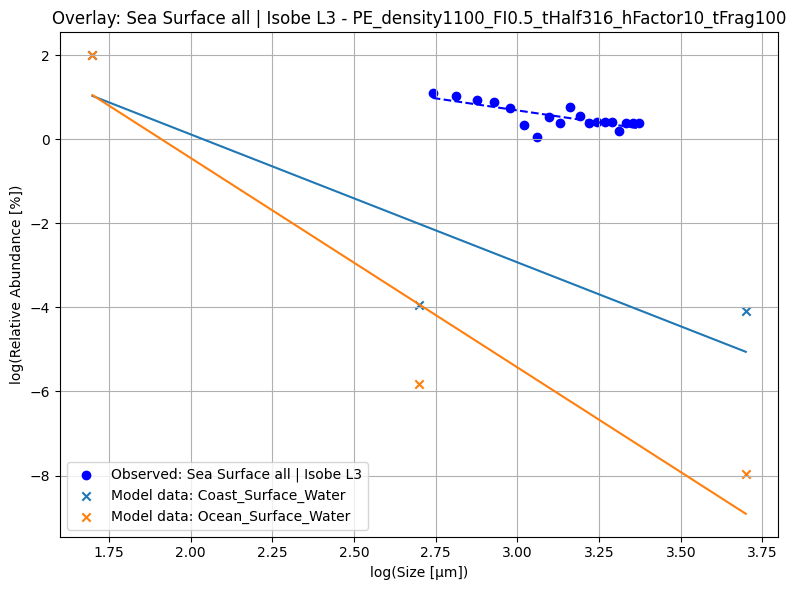 Overlay: Sea Surface all | Isobe L3 - PE_density1100_FI0.5_tHalf316_hFactor10_tFrag100
log(Relative Abundance [%])
2
0
−2
−4
−6
−8
Observed: Sea Surface all | Isobe L3
Model data: Coast_Surface_Water
Model data: Ocean_Surface_Water
1.75 2.00 2.25 2.50 2.75 3.00 3.25 3.50 3.75
log(Size [µm])